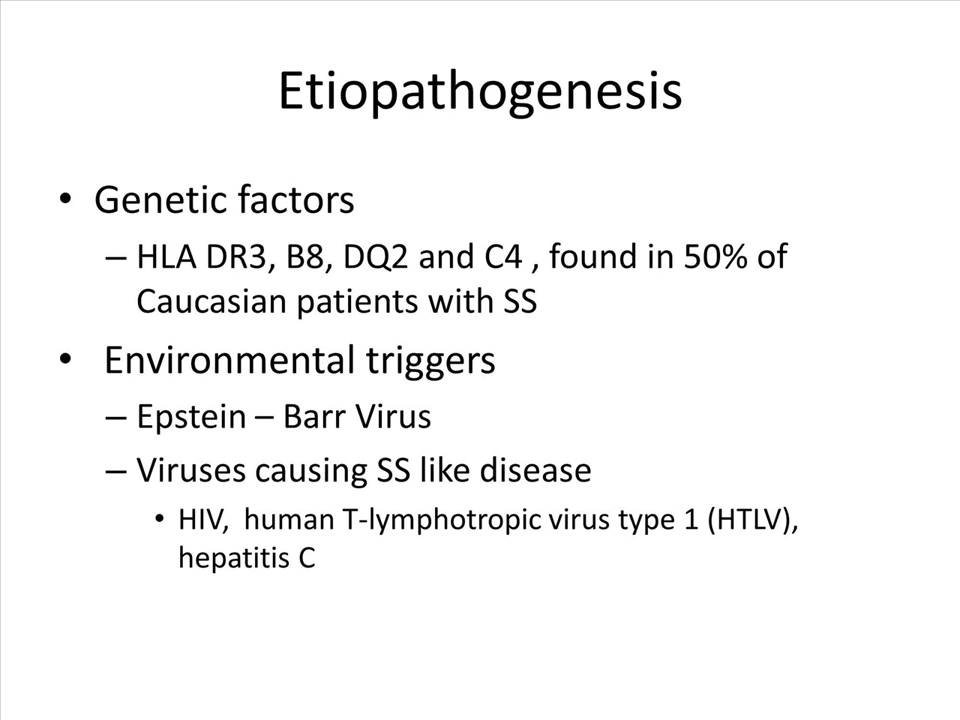 Etiopathogenesis
• Genetic factors
– HLA DR3, B8, DQ2 and C4 , found in 50% of
Caucasian patients with SS
• Environmental triggers
– Epstein – Barr Virus
– Viruses causing SS like disease
• HIV, human T-lymphotropic virus type 1 (HTLV),
hepatitis C